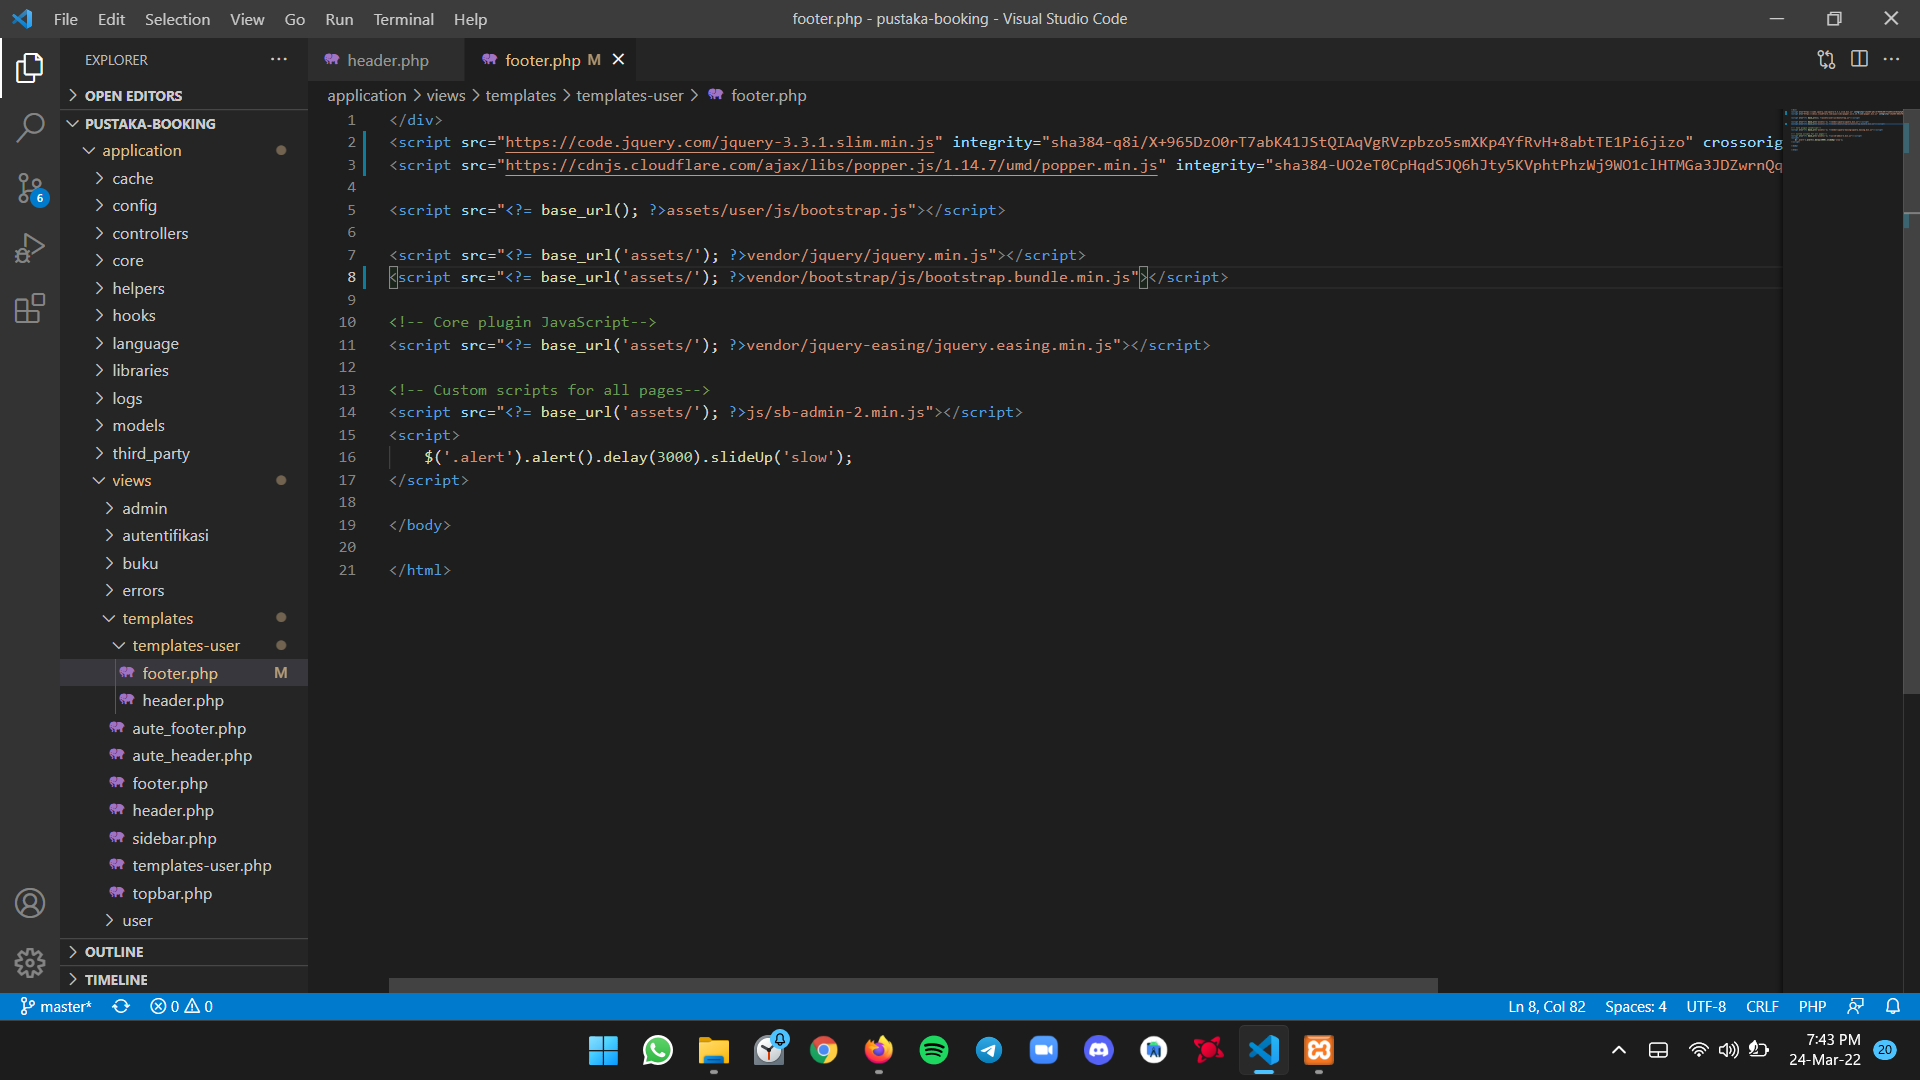 File Edit Selection View Go Run Terminal Help
footer.php - pustaka-booking - Visual Studio Code
EXPLORER
header.php
footer.php M
OPEN EDITORS
application > views > templates > templates-user > footer.php
PUSTAKA-BOOKING
application
cache
config
controllers
core
helpers
hooks
language
libraries
logs
models
third_party
views
admin
autentifikasi
buku
errors
templates
templates-user
footer.php M
header.php
aute_footer.php
aute_header.php
footer.php
header.php
sidebar.php
templates-user.php
topbar.php
user
OUTLINE
TIMELINE
6
1 </div>
2 <script src="https://code.jquery.com/jquery-3.3.1.slim.min.js" integrity="sha384-q8i/X+965DzO0rT7abK41JStQIAqVgRVzpbzo5smXKp4YfRvH+8abtTE1Pi6jizo" crossorig
3 <script src="https://cdnjs.cloudflare.com/ajax/libs/popper.js/1.14.7/umd/popper.min.js" integrity="sha384-UO2eT0CpHqdSJQ6hJty5KVphtPhzWj9WO1clHTMGa3JDZwrnQq
4
5 <script src="<?= base_url(); ?>assets/user/js/bootstrap.js"></script>
6
7 <script src="<?= base_url('assets/'); ?>vendor/jquery/jquery.min.js"></script>
8 <script src="<?= base_url('assets/'); ?>vendor/bootstrap/js/bootstrap.bundle.min.js"></script>
9
10 <!-- Core plugin JavaScript-->
11 <script src="<?= base_url('assets/'); ?>vendor/jquery-easing/jquery.easing.min.js"></script>
12
13 <!-- Custom scripts for all pages-->
14 <script src="<?= base_url('assets/'); ?>js/sb-admin-2.min.js"></script>
15 <script>
16 $('.alert').alert().delay(3000).slideUp('slow');
17 </script>
18
19 </body>
20
21 </html>
master* 0 0
Ln 8, Col 82 Spaces: 4 UTF-8 CRLF PHP
7:43 PM
24-Mar-22 20